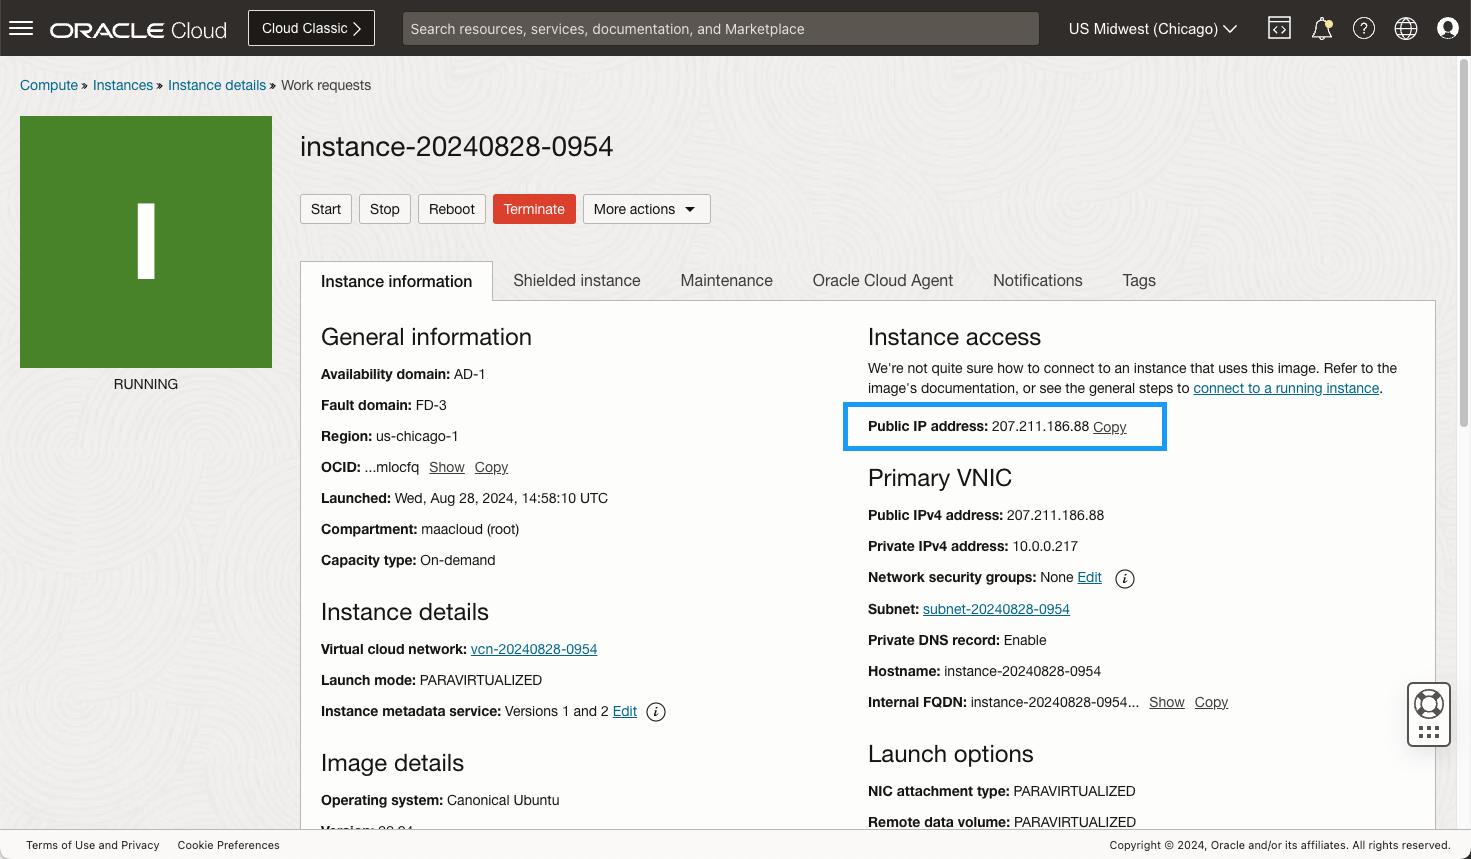 ORACLE Cloud
Cloud Classic
Search resources, services, documentation, and Marketplace
US Midwest (Chicago)
Compute » Instances » Instance details » Work requests
I
RUNNING
instance-20240828-0954
Start Stop Reboot Terminate More actions
Instance information Shielded instance Maintenance Oracle Cloud Agent Notifications Tags
General information
Availability domain: AD-1
Fault domain: FD-3
Region: us-chicago-1
OCID: ...mlocfq Show Copy
Launched: Wed, Aug 28, 2024, 14:58:10 UTC
Compartment: maacloud (root)
Capacity type: On-demand
Instance details
Virtual cloud network: vcn-20240828-0954
Launch mode: PARAVIRTUALIZED
Instance metadata service: Versions 1 and 2 Edit i
Image details
Operating system: Canonical Ubuntu
Instance access
We're not quite sure how to connect to an instance that uses this image. Refer to the
image's documentation, or see the general steps to connect to a running instance.
Public IP address: 207.211.186.88 Copy
Primary VNIC
Public IPv4 address: 207.211.186.88
Private IPv4 address: 10.0.0.217
Network security groups: None Edit i
Subnet: subnet-20240828-0954
Private DNS record: Enable
Hostname: instance-20240828-0954
Internal FQDN: instance-20240828-0954... Show Copy
Launch options
NIC attachment type: PARAVIRTUALIZED
Remote data volume: PARAVIRTUALIZED
Terms of Use and Privacy Cookie Preferences
Copyright © 2024, Oracle and/or its affiliates. All rights reserved.